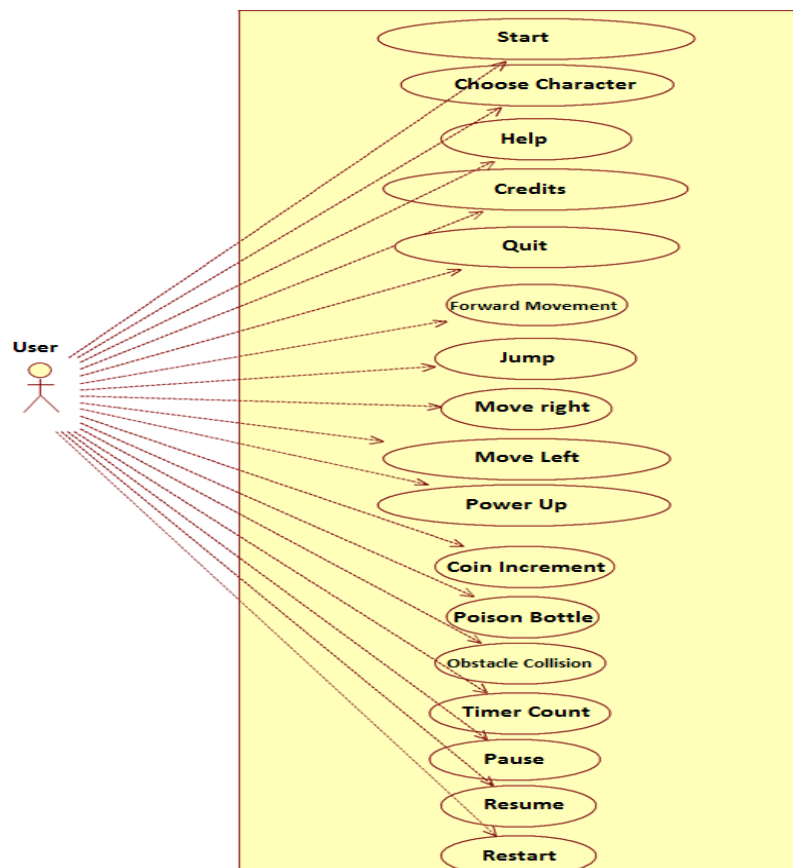 Start
Choose Character
Help
Credits
Quit
Forward Movement
User
Jump
Move right
Move Left
Power Up
Coin Increment
Poison Bottle
Obstacle Collision
Timer Count
Pause
Resume
Restart